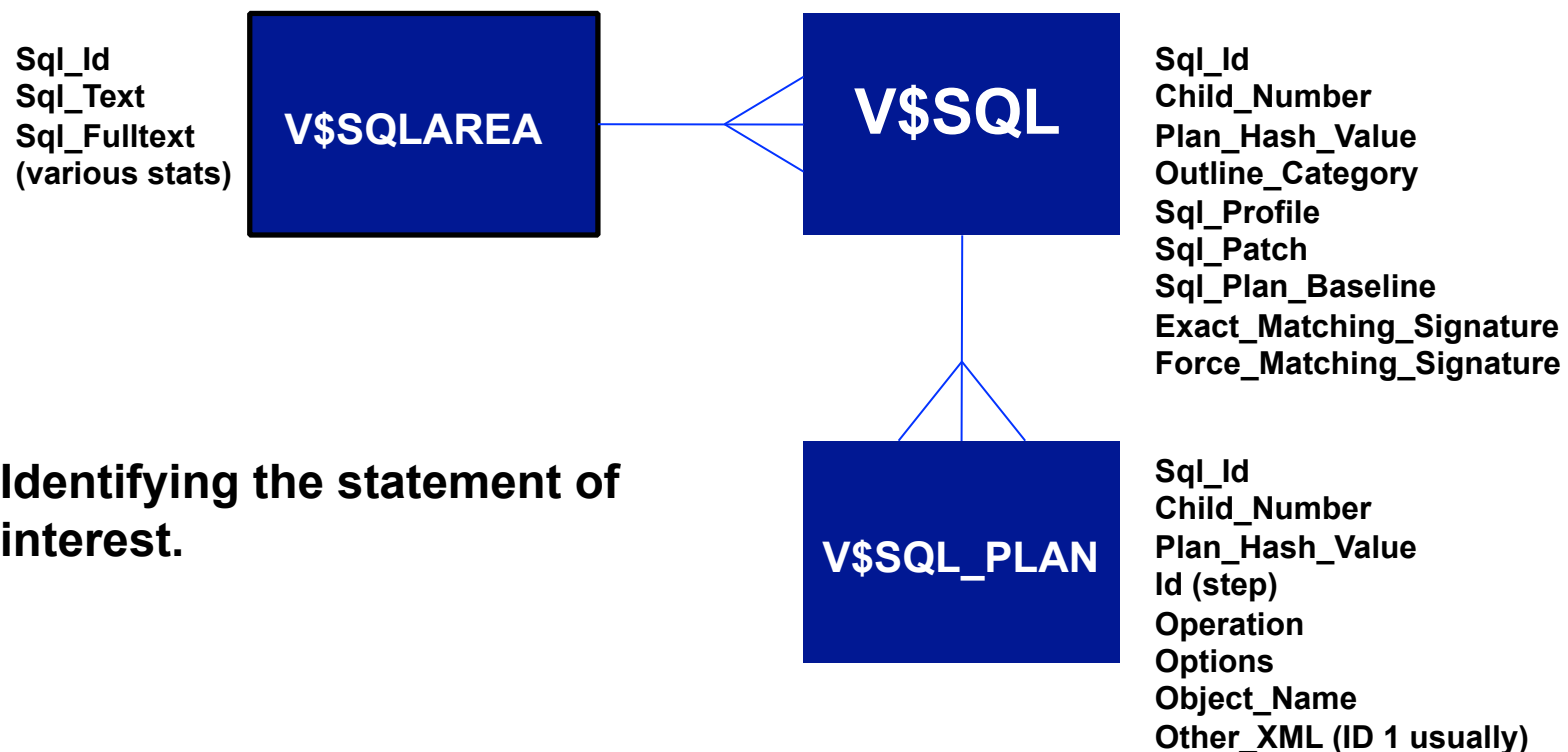 Sql_Id
Sql_Text
Sql_Fulltext
(various stats)
V$SQLAREA
V$SQL
Sql_Id
Child_Number
Plan_Hash_Value
Outline_Category
Sql_Profile
Sql_Patch
Sql_Plan_Baseline
Exact_Matching_Signature
Force_Matching_Signature
Identifying the statement of
interest.
V$SQL_PLAN
Sql_Id
Child_Number
Plan_Hash_Value
Id (step)
Operation
Options
Object_Name
Other_XML (ID 1 usually)